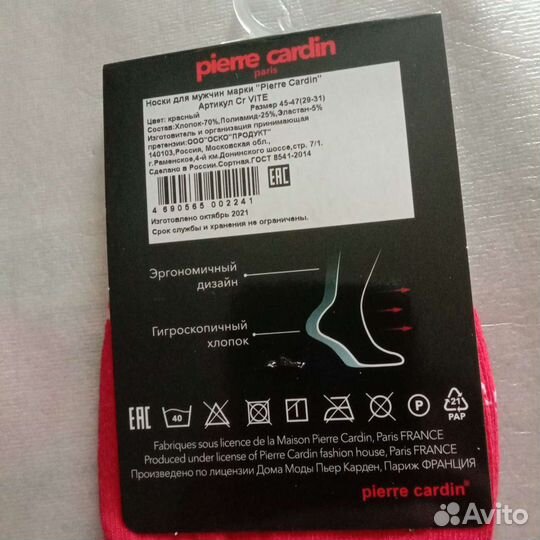 pierre cardin
paris
Носки для мужчин марки "Pierre Cardin"
Артикул Cr VITE
Цвет: красный Размер 45-47(29-31)
Состав:Хлопок-70%,Полиамид-25%,Эластан-5%
Изготовитель и организация принимающая
претензии:ООО"ОСКО"ПРОДУКТ"
140103,Россия, Московская обл.,
г.Раменское,4-й км.Донинского шоссе,стр. 7/1.
Сделано в России.Сортная.ГОСТ 8541-2014
EAC
4 690565 002241
Изготовлено октябрь 2021
Срок службы и хранения не ограничены.
Эргономичный
дизайн
Гигроскопичный
хлопок
EAC 40 P 21
PAP
Fabriques sous licence de la Maison Pierre Cardin, Paris FRANCE
Produced under license of Pierre Cardin fashion house, Paris FRANCE
Произведено по лицензии Дома Моды Пьер Карден, Париж ФРАНЦИЯ
pierre cardin®
Avito